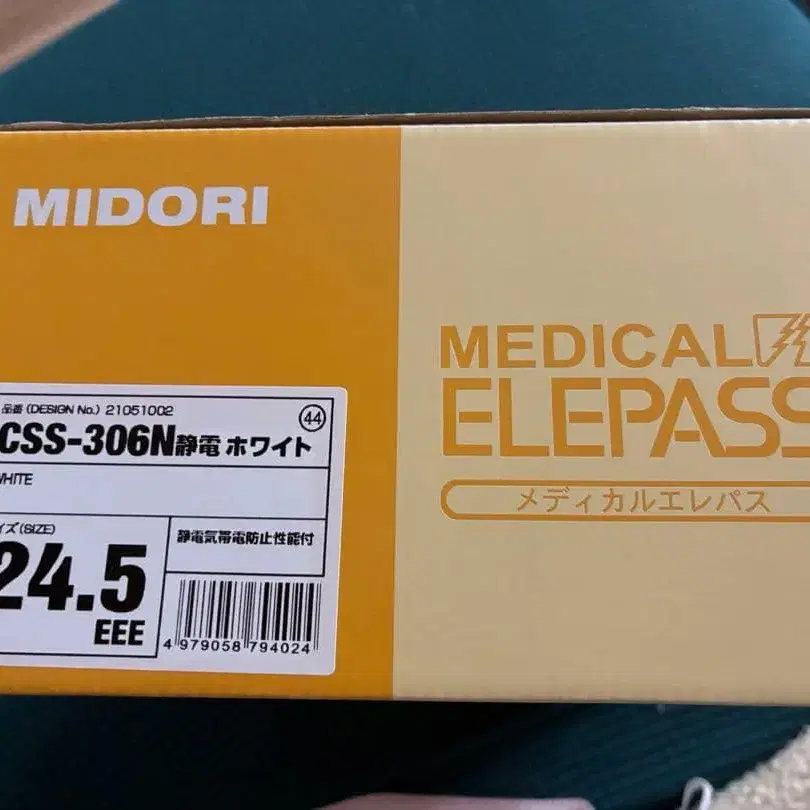 MIDORI
MEDICAL
ELEPASS
メディカルエレパス
品番 (DESIGN No.) 21051002
44
CSS-306N静電 ホワイト
WHITE
イズ(SIZE)
24.5
EEE
静電気帯電防止性能付
4 979058 794024